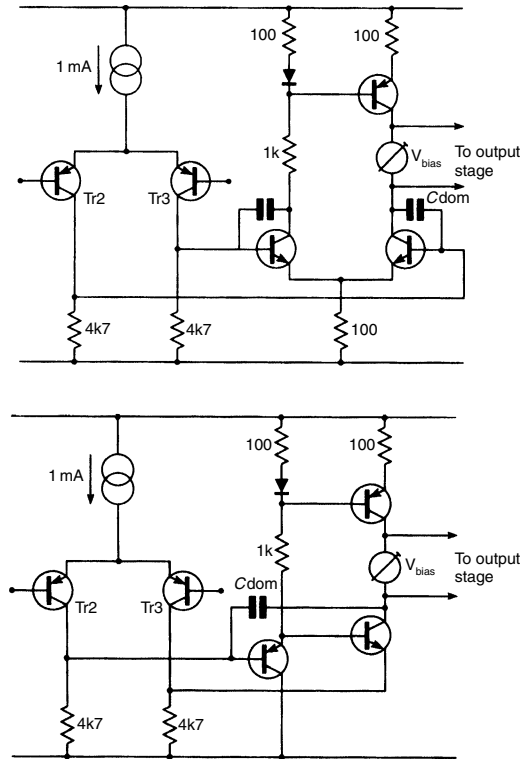 100
100
1 mA
1k
V bias
To output
stage
Tr2
Tr3
Cdom
4k7
4k7
100
100
100
1 mA
1k
V bias
To output
stage
Cdom
Tr2
Tr3
4k7
4k7